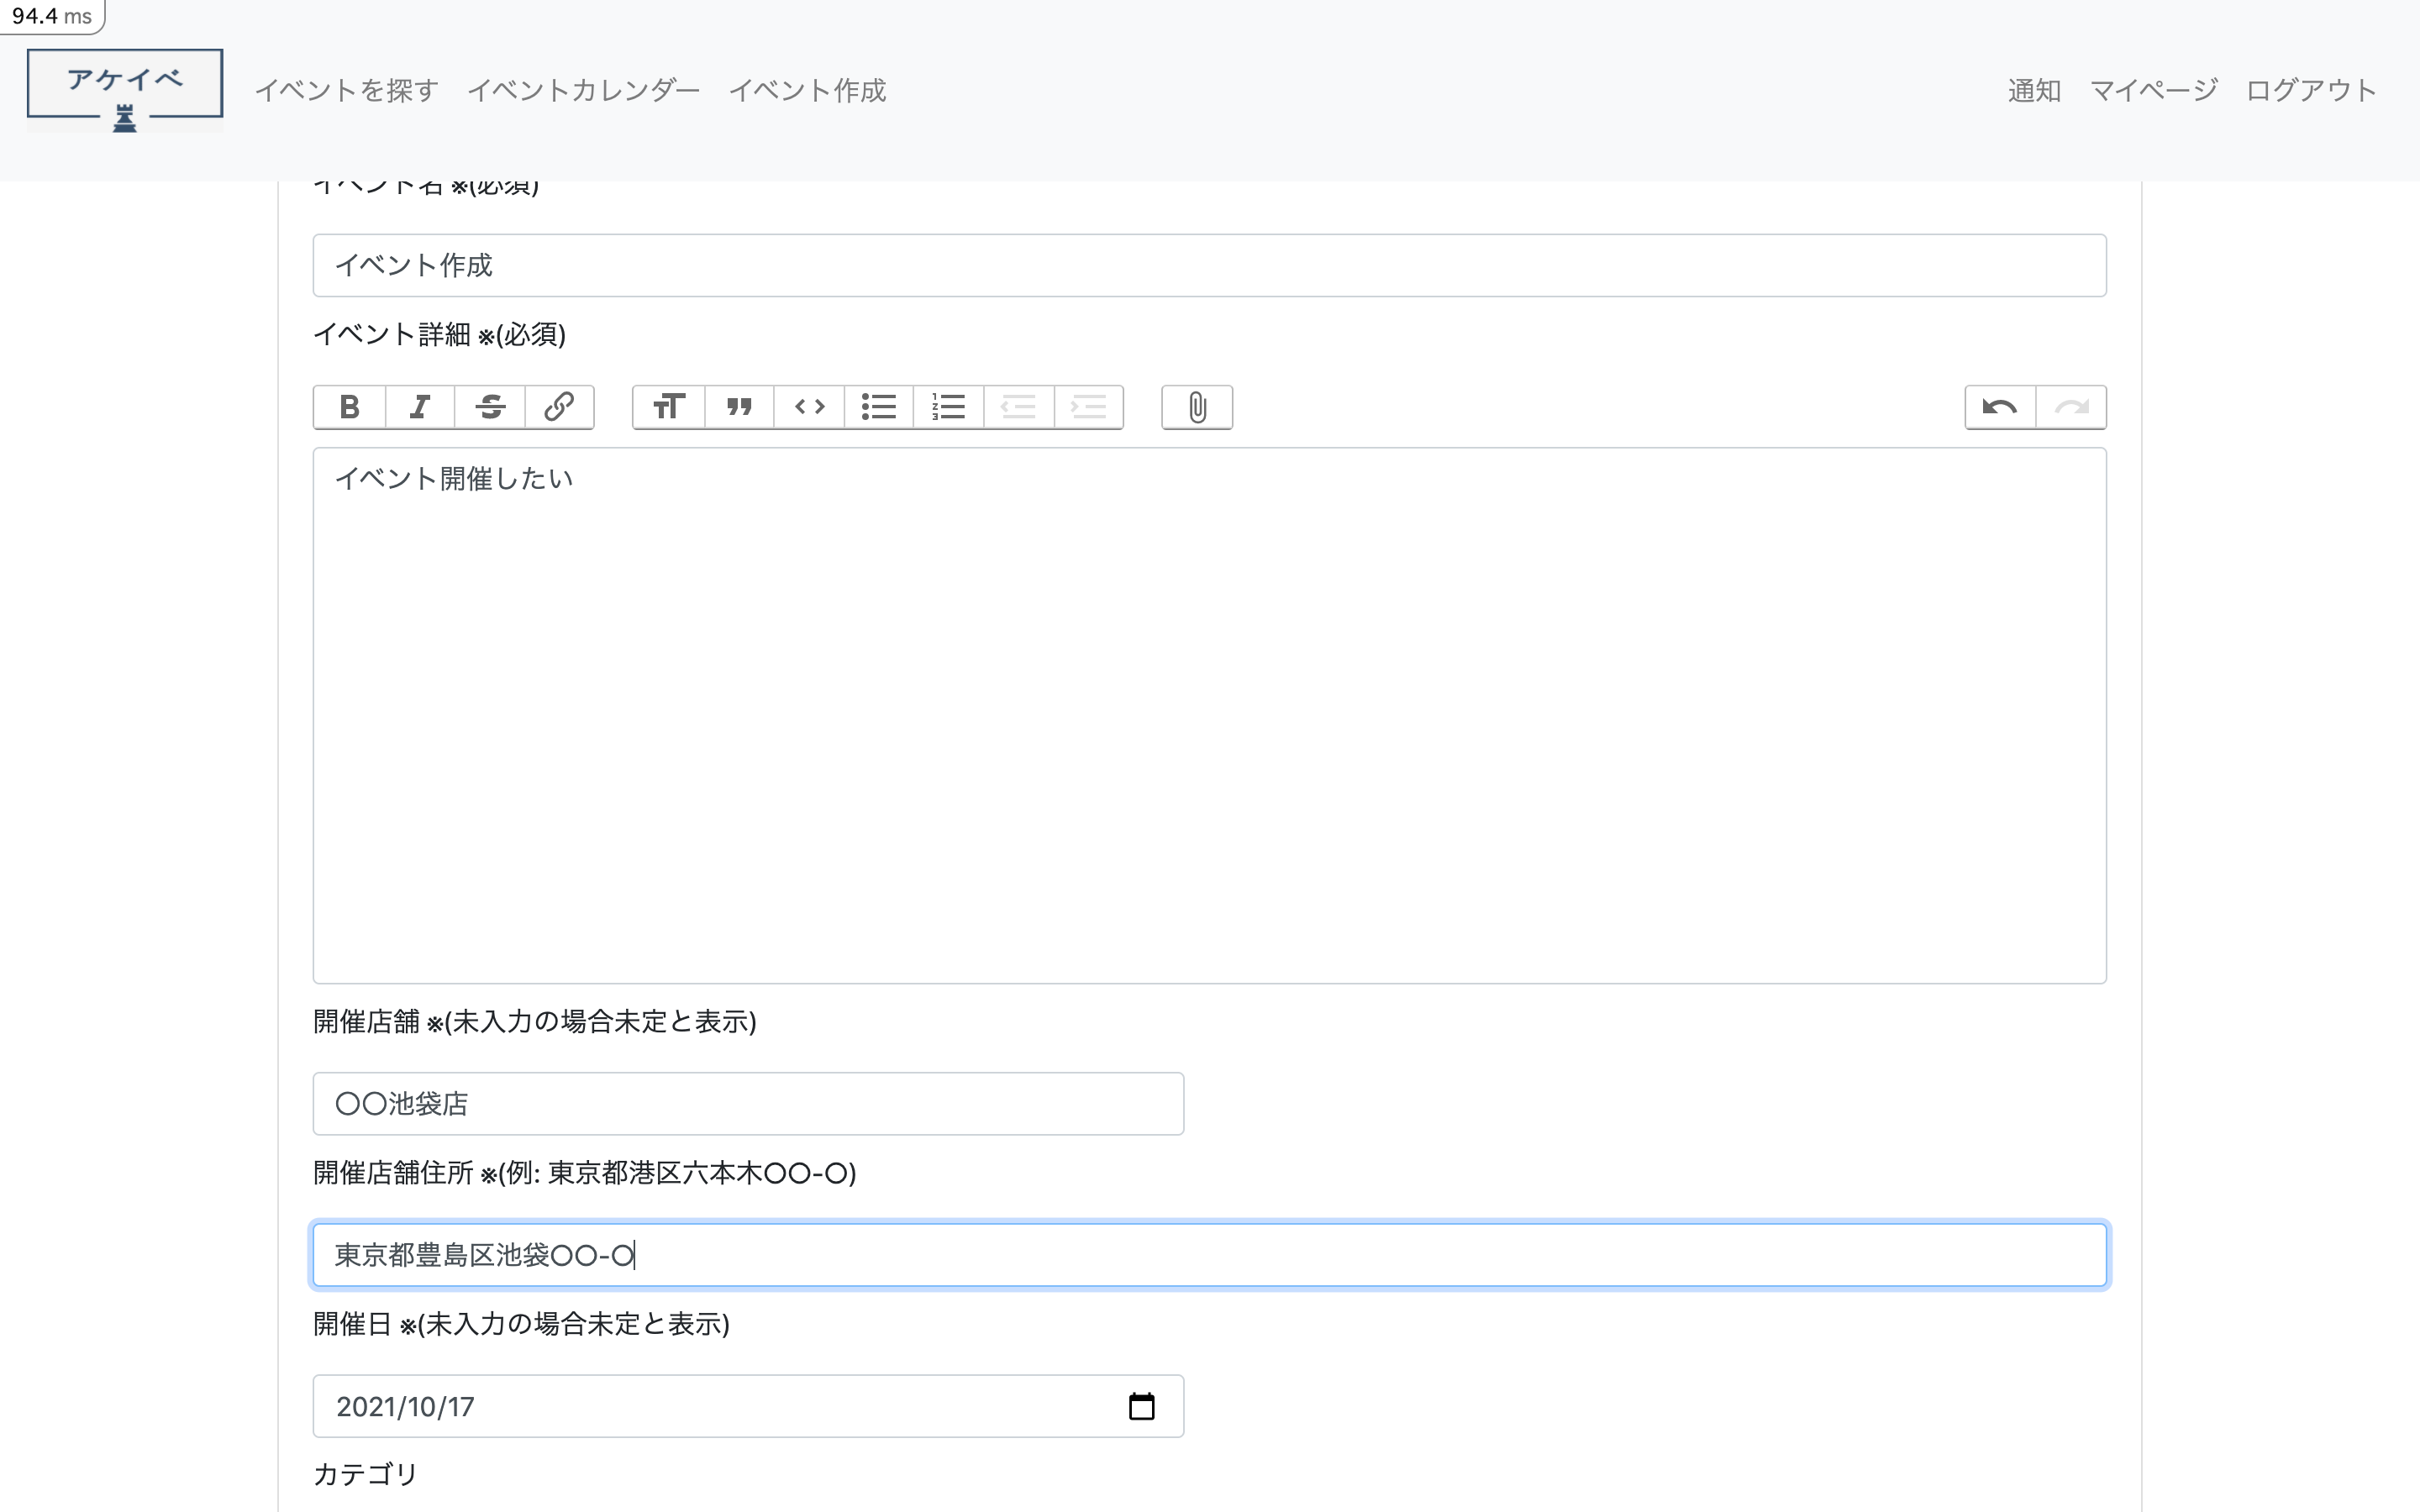 94.4 ms
アケイベ
イベントを探す イベントカレンダー イベント作成
通知 マイページ ログアウト
イベント名 ※(必須)
イベント作成
イベント詳細 ※(必須)
イベント開催したい
開催店舗 ※(未入力の場合未定と表示)
〇〇池袋店
開催店舗住所 ※(例: 東京都港区六本木〇〇-〇)
東京都豊島区池袋〇〇-〇
開催日 ※(未入力の場合未定と表示)
2021/10/17
カテゴリ